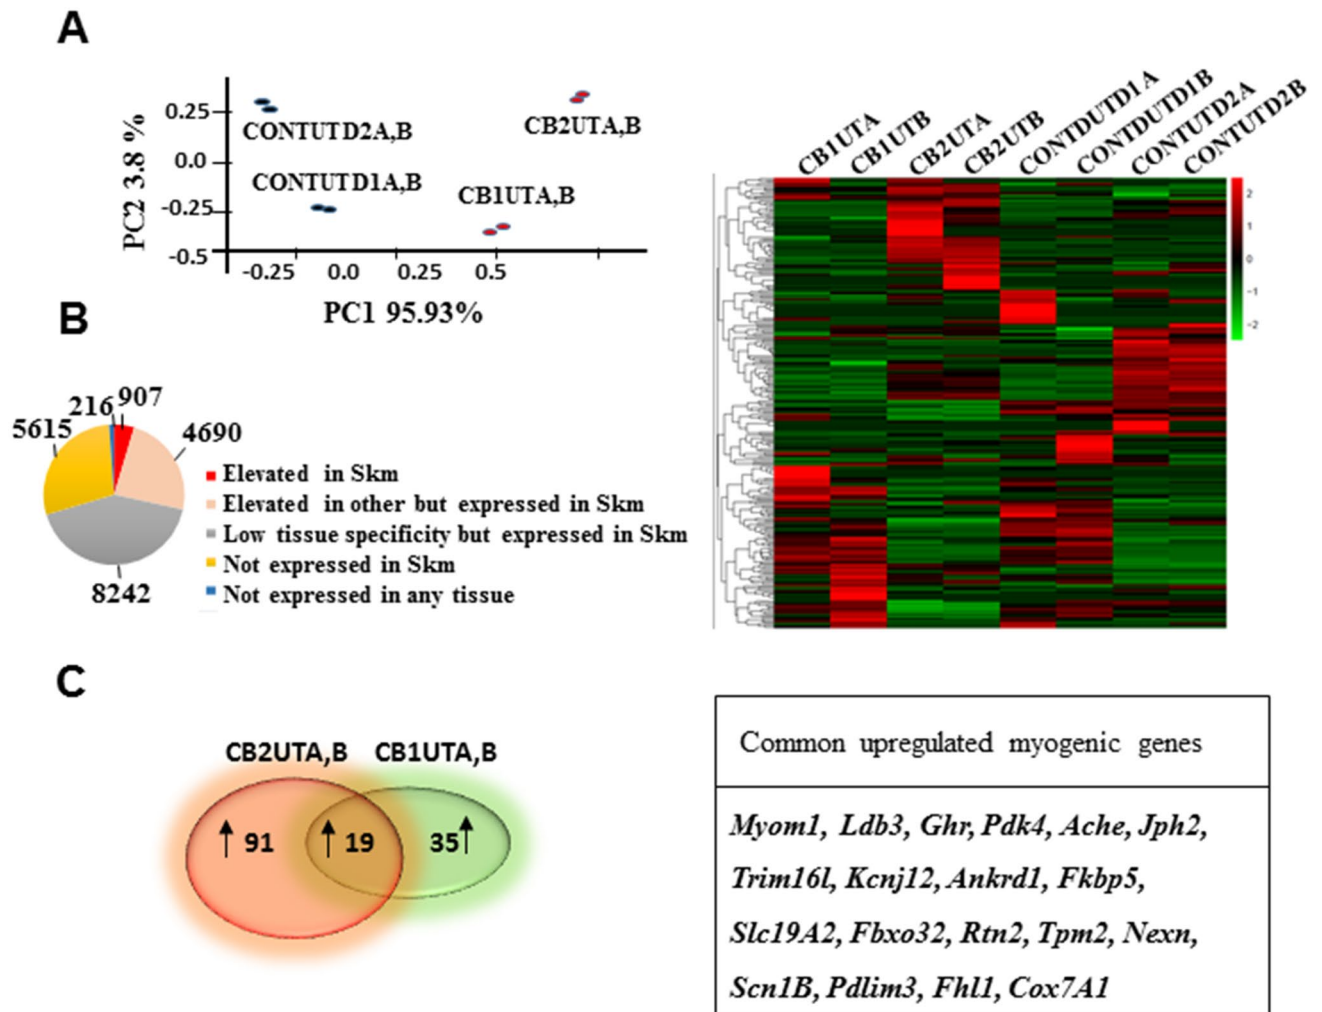 A
PC2 3.8 %
0.25
0.0
-0.25
-0.5
CONTUTD2A,B
CB2UTA,B
CONTUTD1A,B
CB1UTA,B
-0.25 0.0 0.25 0.5
PC1 95.93%
CB1UTA
CB1UTB
CB2UTA
CB2UTB
CONTDUTD1A
CONTDUTD1B
CONTUTD2A
CONTUTD2B
2
1
0
-1
-2
B
216 907
5615
4690
8242
Elevated in Skm
Elevated in other but expressed in Skm
Low tissue specificity but expressed in Skm
Not expressed in Skm
Not expressed in any tissue
C
CB2UTA,B CB1UTA,B
91 19 35
Common upregulated myogenic genes
Myom1, Ldb3, Ghr, Pdk4, Ache, Jph2,
Trim16l, Kcnj12, Ankrd1, Fkbp5,
Slc19A2, Fbxo32, Rtn2, Tpm2, Nexn,
Scn1B, Pdlim3, Fhl1, Cox7A1